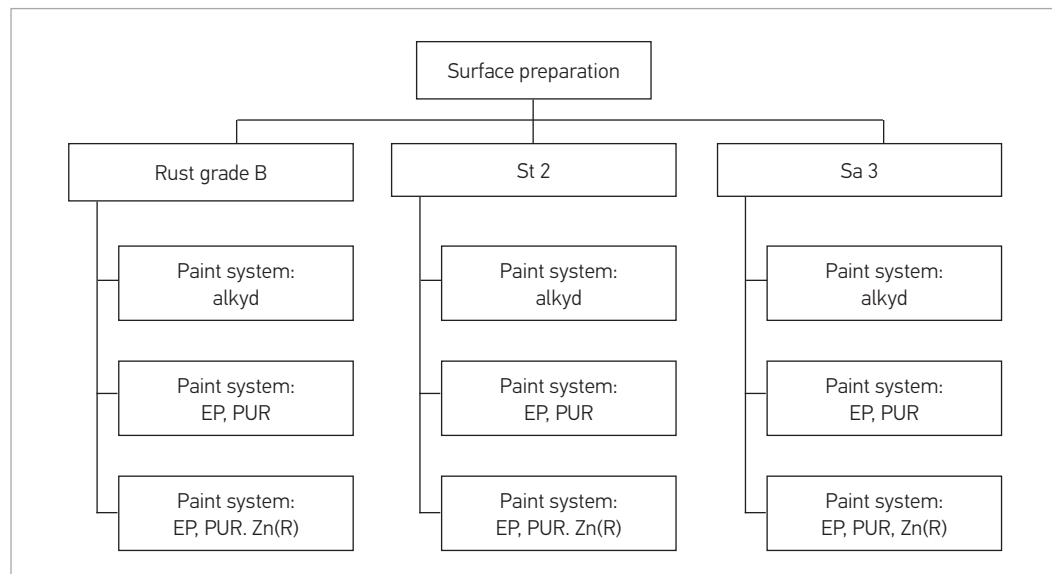 Surface preparation
Rust grade B
St 2
Sa 3
Paint system:
alkyd
Paint system:
alkyd
Paint system:
alkyd
Paint system:
EP, PUR
Paint system:
EP, PUR
Paint system:
EP, PUR
Paint system:
EP, PUR. Zn(R)
Paint system:
EP, PUR. Zn(R)
Paint system:
EP, PUR, Zn(R)